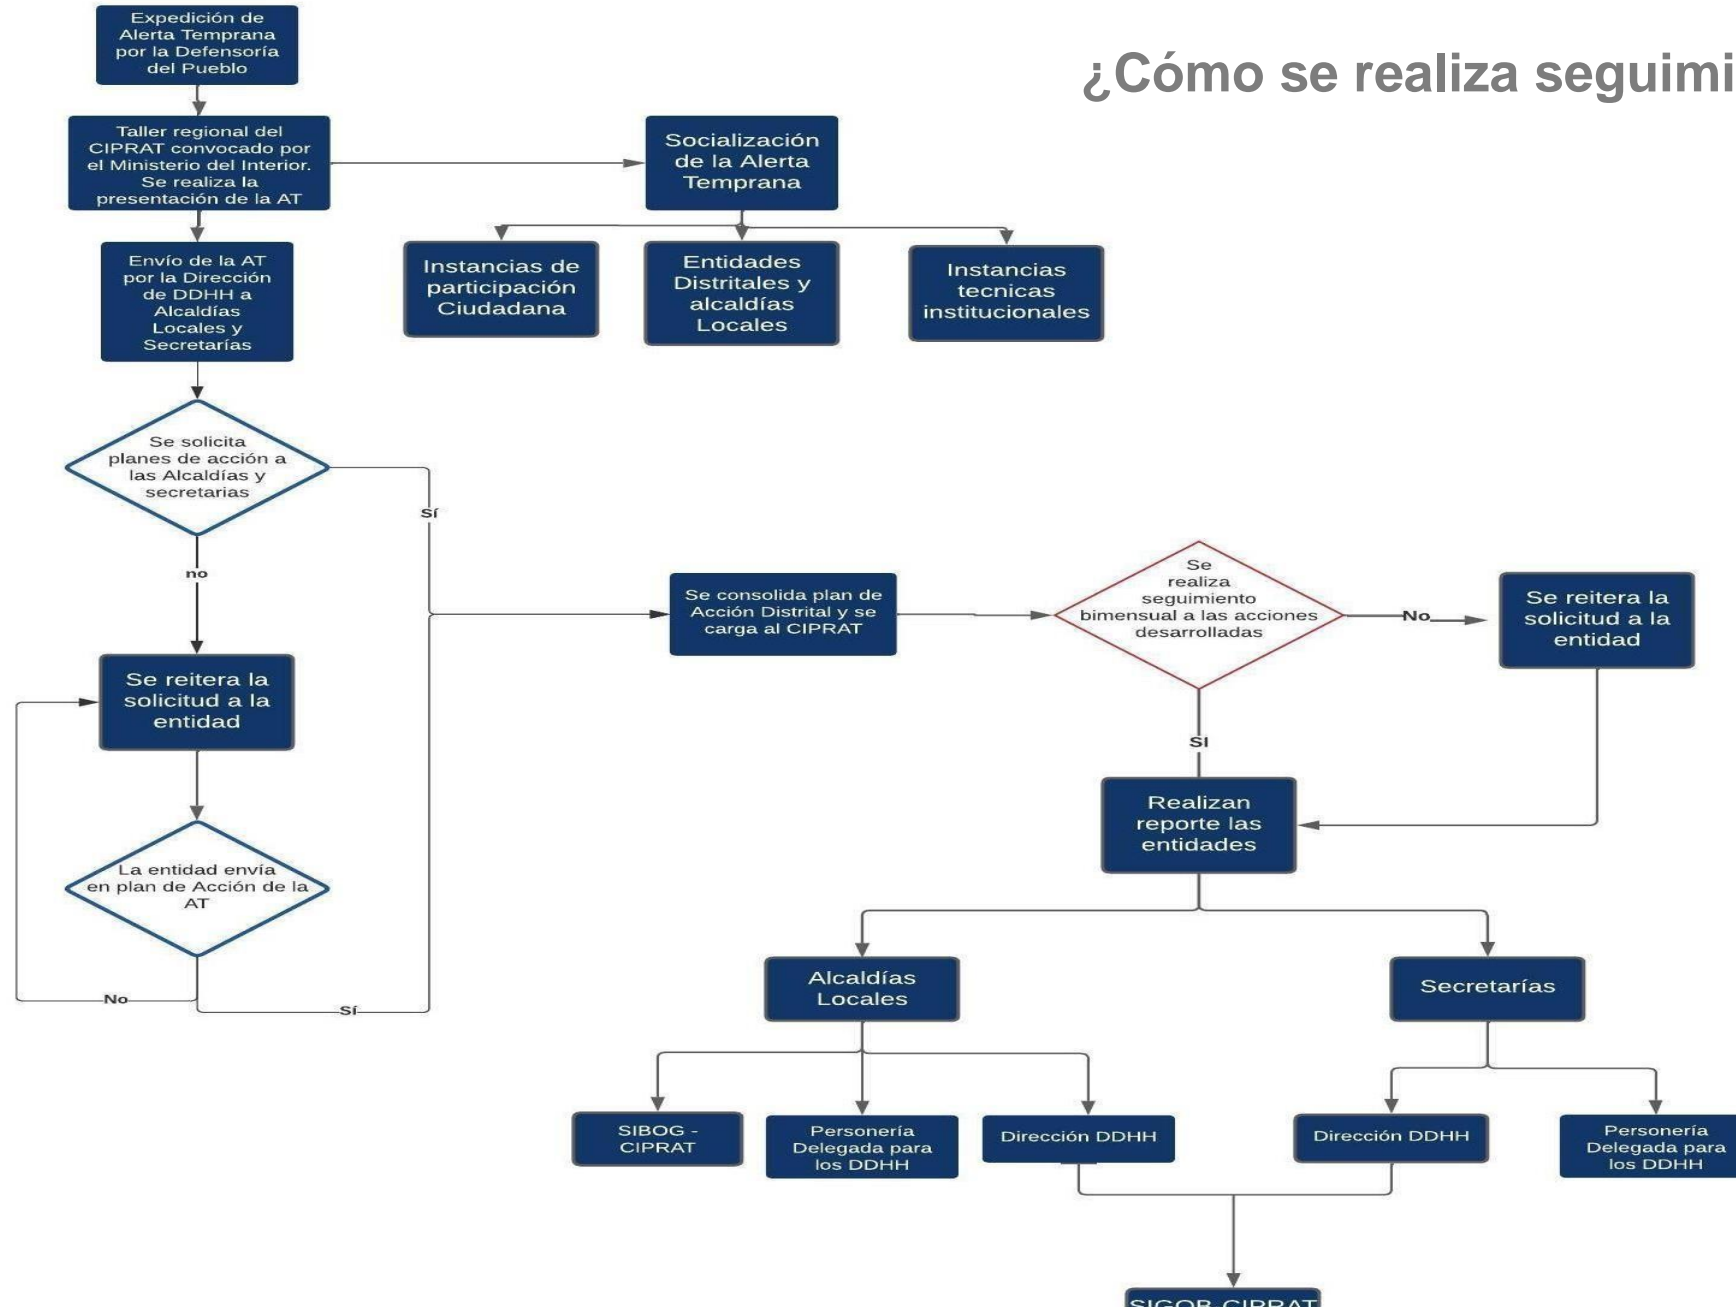 ¿Cómo se realiza seguimi
Expedición de
Alerta Temprana
por la Defensoría
del Pueblo
Taller regional del
CIPRAT convocado por
el Ministerio del Interior.
Se realiza la
presentación de la AT
Socialización
de la Alerta
Temprana
Envío de la AT
por la Dirección
de DDHH a
Alcaldías
Locales y
Secretarías
Instancias de
participación
Ciudadana
Entidades
Distritales y
alcaldías
Locales
Instancias
tecnicas
institucionales
Se solicita
planes de acción a
las Alcaldías y
secretarias
Sí
no
Se reitera la
solicitud a la
entidad
La entidad envía
en plan de Acción de la
AT
No
Sí
Se consolida plan de
Acción Distrital y se
carga al CIPRAT
Se
realiza
seguimiento
bimensual a las acciones
desarrolladas
No
Se reitera la
solicitud a la
entidad
SI
Realizan
reporte las
entidades
Alcaldías
Locales
Secretarías
SIBOG -
CIPRAT
Personería
Delegada para
los DDHH
Dirección DDHH
Dirección DDHH
Personería
Delegada para
los DDHH
SIGOB-CIPRAT